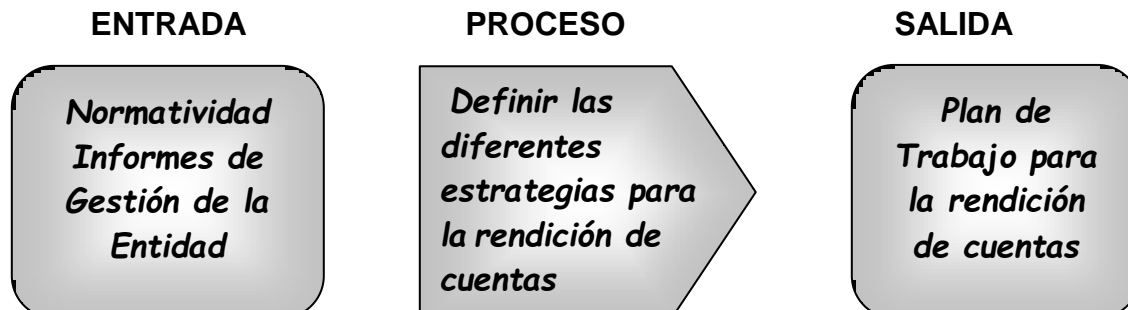 ENTRADA
PROCESO
SALIDA
Normatividad
Informes de
Gestión de la
Entidad
Definir las
diferentes
estrategias para
la rendición de
cuentas
Plan de
Trabajo para
la rendición
de cuentas